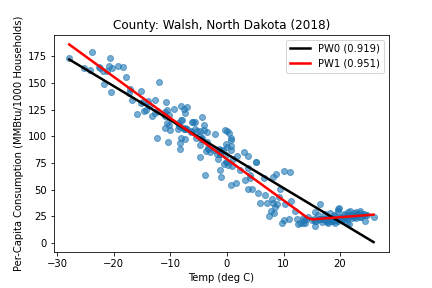 County: Walsh, North Dakota (2018)
Per-Capita Consumption (MMBtu/1000 Households)
175
150
125
100
75
50
25
0
PW0 (0.919)
PW1 (0.951)
−30 −20 −10 0 10 20
Temp (deg C)